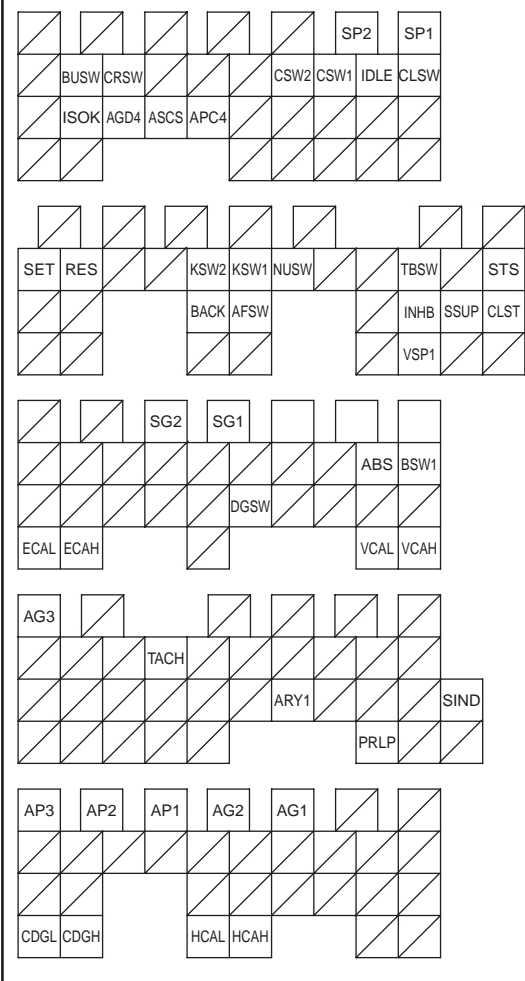 SP2 SP1
BUSW CRSW CSW2 CSW1 IDLE CLSW
ISOK AGD4 ASCS APC4
SET RES KSW2 KSW1 NUSW TBSW STS
BACK AFSW INHB SSUP CLST
VSP1
SG2 SG1
ABS BSW1
DGSW
ECAL ECAH VCAL VCAH
AG3
TACH
ARY1 SIND
PRLP
AP3 AP2 AP1 AG2 AG1
CDGL CDGH HCAL HCAH